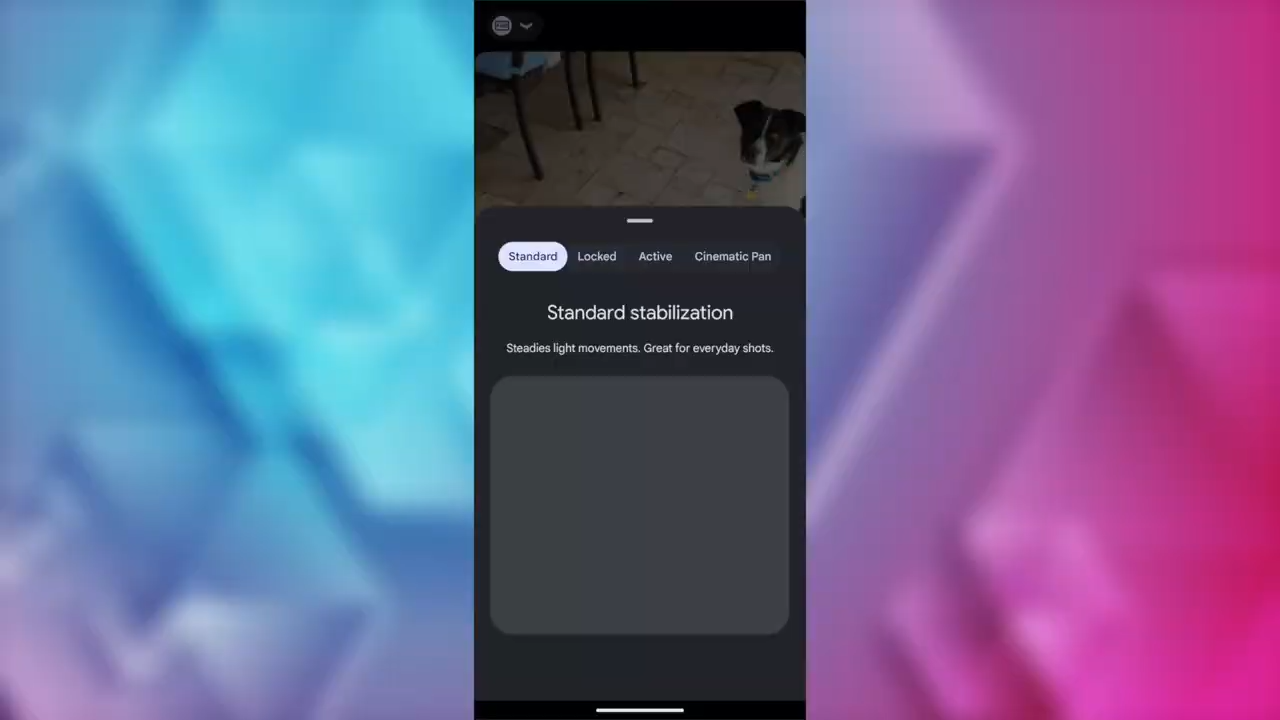 Standard Locked Active Cinematic Pan
Standard stabilization
Steadies light movements. Great for everyday shots.